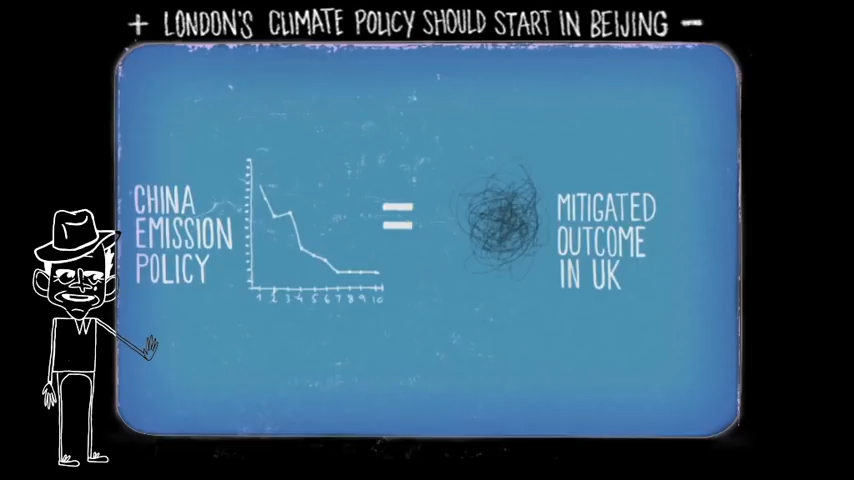 + LONDON'S CLIMATE POLICY SHOULD START IN BEIJING -
CHINA
EMISSION
POLICY
1 2 3 4 5 6 7 8 9 10
=
MITIGATED
OUTCOME
IN UK